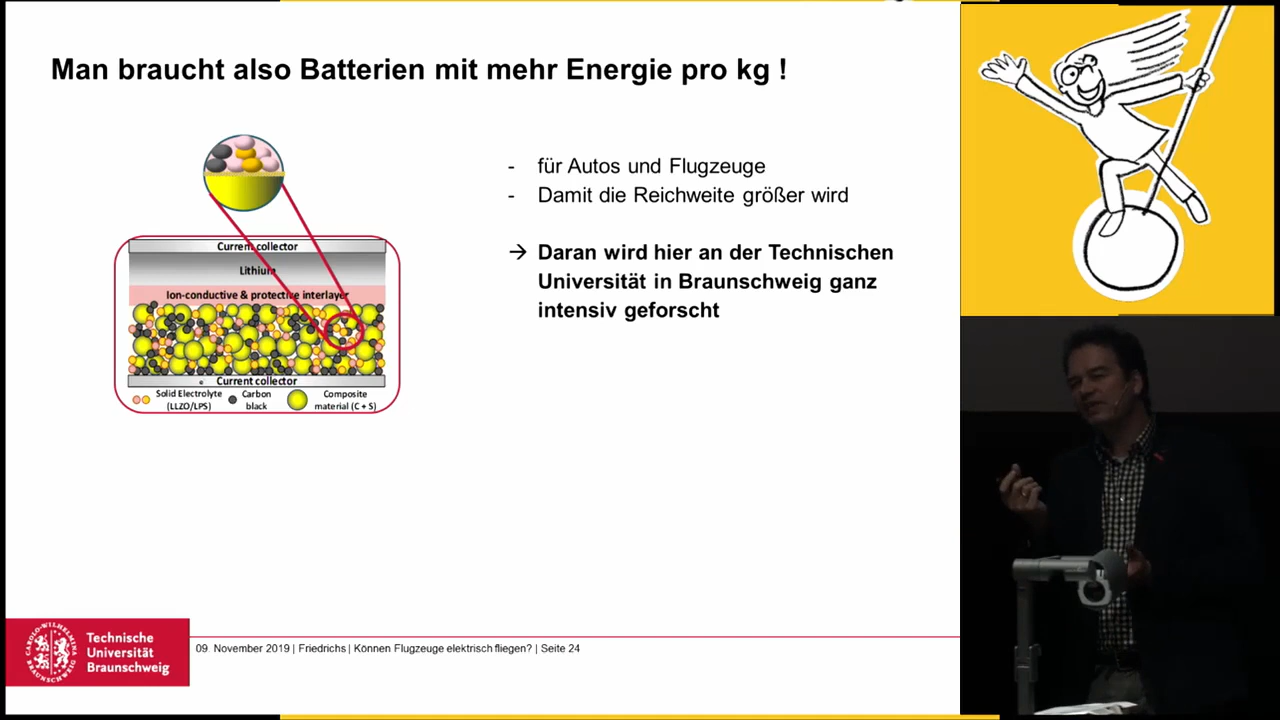 Man braucht also Batterien mit mehr Energie pro kg !
- für Autos und Flugzeuge
- Damit die Reichweite größer wird
→ Daran wird hier an der Technischen
Universität in Braunschweig ganz
intensiv geforscht
Current collector
Lithium
Ion-conductive & protective interlayer
Current collector
Solid Electrolyte
(LLZO/LPS)
Carbon
black
Composite
material (C + S)
CAROLO-WILHELMINA
BRAUNSCHWEIG
Technische
Universität
Braunschweig
09. November 2019 | Friedrichs | Können Flugzeuge elektrisch fliegen? | Seite 24